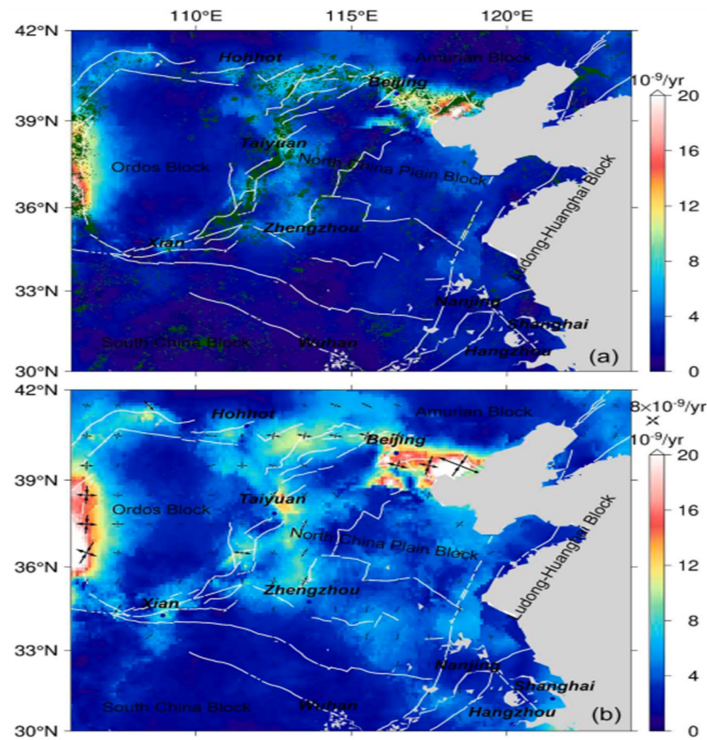 110°E 115°E 120°E
42°N
Hohhot
Amurian Block
Beijing
10⁻⁹/yr
20
39°N
16
Taiyuan
Ordos Block
North China Plain Block
12
36°N
Zhengzhou
8
Xian
Ludong-Huanghai Block
33°N
Nanjing
4
Shanghai
South China Block
Wuhan
Hangzhou
(a)
30°N
0
42°N
8×10⁻⁹/yr
Hohhot
Amurian Block
Beijing
10⁻⁹/yr
20
39°N
16
Taiyuan
Ordos Block
North China Plain Block
12
36°N
Zhengzhou
8
Xian
Ludong-Huanghai Block
33°N
Nanjing
4
Shanghai
South China Block
Wuhan
Hangzhou
(b)
30°N
0